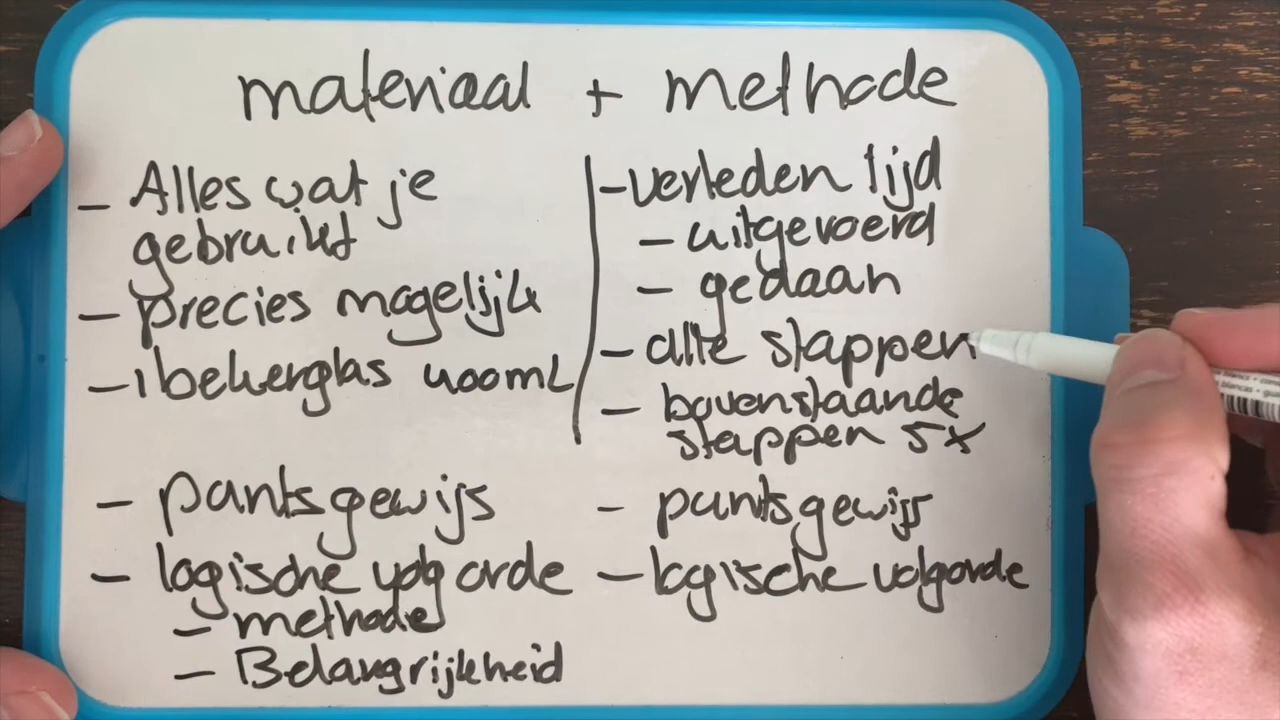 materiaal + methode
- Alles wat je
gebruikt
- precies mogelijk
- 1 bekerglas 400mL
- puntsgewijs
- logische volgorde
- methode
- Belangrijkheid
- verleden tijd
- uitgevoerd
- gedaan
- alle stappen
- bovenstaande
stappen 5x
- puntsgewijs
- logische volgorde